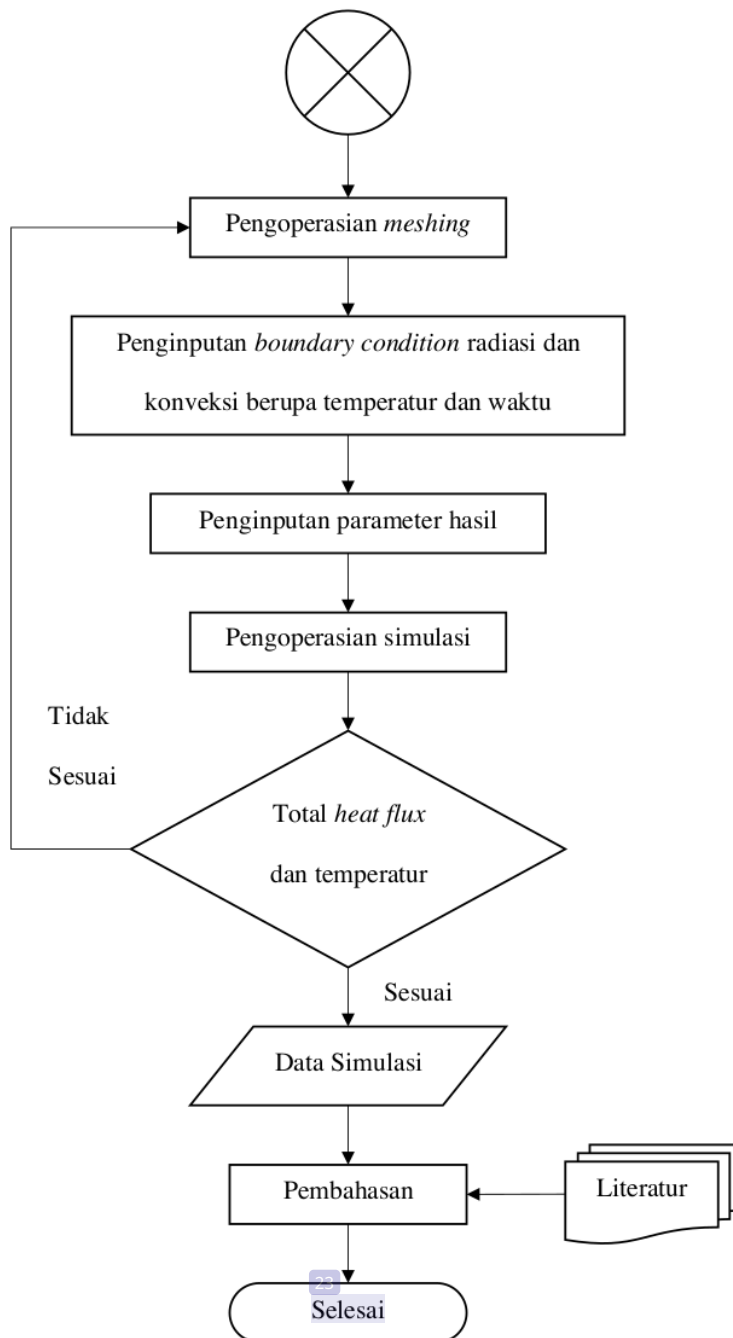 Pengoperasian meshing
Penginputan boundary condition radiasi dan
konveksi berupa temperatur dan waktu
Penginputan parameter hasil
Pengoperasian simulasi
Tidak
Sesuai
Total heat flux
dan temperatur
Sesuai
Data Simulasi
Pembahasan
Literatur
23
Selesai